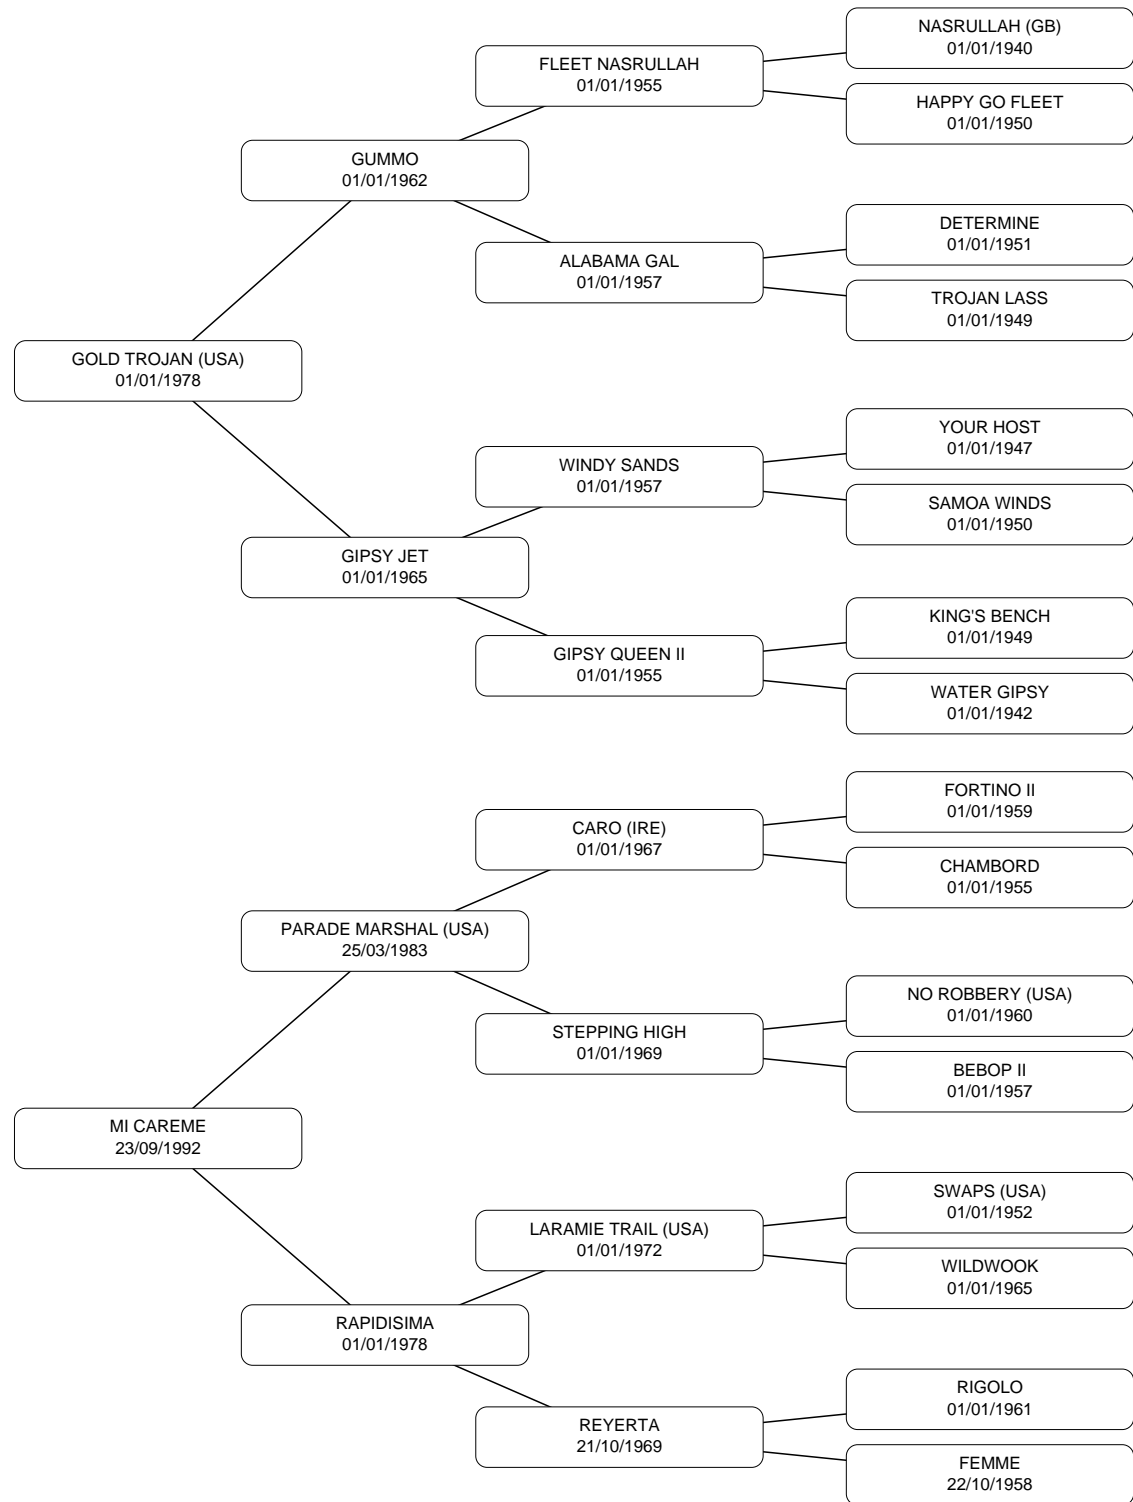 NASRULLAH (GB)
01/01/1940
FLEET NASRULLAH
01/01/1955
HAPPY GO FLEET
01/01/1950
GUMMO
01/01/1962
DETERMINE
01/01/1951
ALABAMA GAL
01/01/1957
TROJAN LASS
01/01/1949
GOLD TROJAN (USA)
01/01/1978
YOUR HOST
01/01/1947
WINDY SANDS
01/01/1957
SAMOA WINDS
01/01/1950
GIPSY JET
01/01/1965
KING'S BENCH
01/01/1949
GIPSY QUEEN II
01/01/1955
WATER GIPSY
01/01/1942
FORTINO II
01/01/1959
CARO (IRE)
01/01/1967
CHAMBORD
01/01/1955
PARADE MARSHAL (USA)
25/03/1983
NO ROBBERY (USA)
01/01/1960
STEPPING HIGH
01/01/1969
BEBOP II
01/01/1957
MI CAREME
23/09/1992
SWAPS (USA)
01/01/1952
LARAMIE TRAIL (USA)
01/01/1972
WILDWOOK
01/01/1965
RAPIDISIMA
01/01/1978
RIGOLO
01/01/1961
REYERTA
21/10/1969
FEMME
22/10/1958